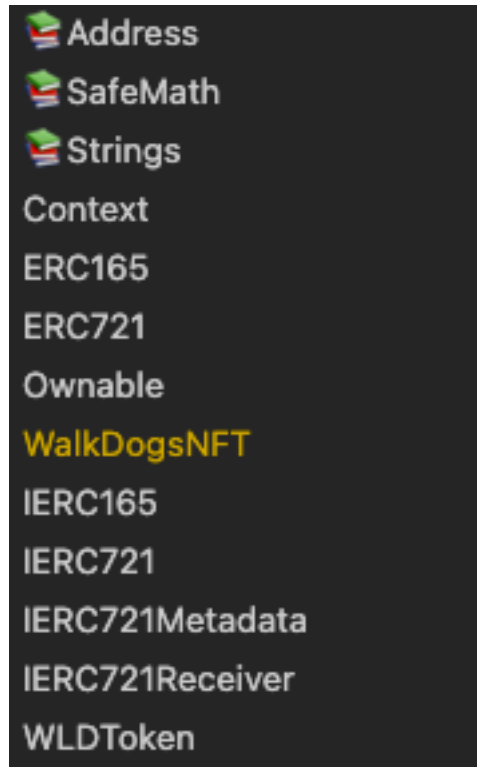 Address
SafeMath
Strings
Context
ERC165
ERC721
Ownable
WalkDogsNFT
IERC165
IERC721
IERC721Metadata
IERC721Receiver
WLDToken